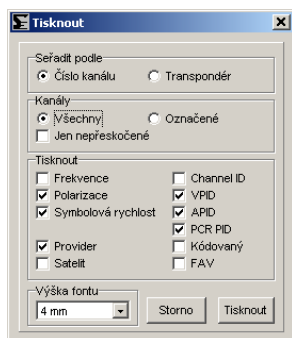 Tisknout
Seřadit podle
Číslo kanálu Transpondér
Kanály
Všechny Označené
Jen nepřeskočené
Tisknout
Frekvence Channel ID
Polarizace VPID
Symbolová rychlost APID
PCR PID
Provider Kódovaný
Satelit FAV
Výška fontu
4 mm Storno Tisknout